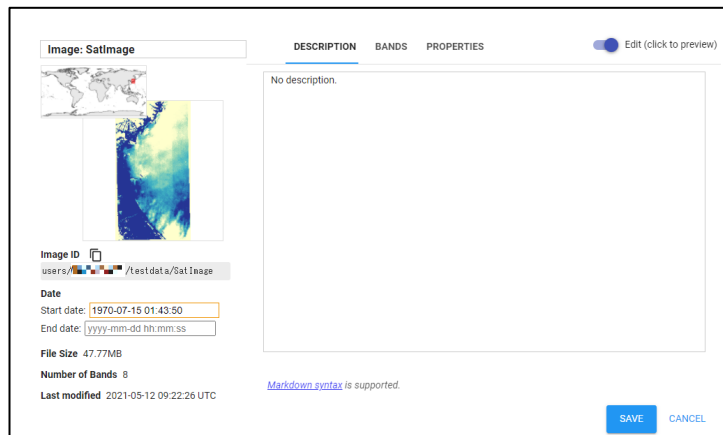 Image: SatImage
DESCRIPTION BANDS PROPERTIES
Edit (click to preview)
No description.
Image ID
users/ /testdata/SatImage
Date
Start date: 1970-07-15 01:43:50
End date: yyyy-mm-dd hh:mm:ss
File Size 47.77MB
Number of Bands 8
Last modified 2021-05-12 09:22:26 UTC
Markdown syntax is supported.
SAVE CANCEL